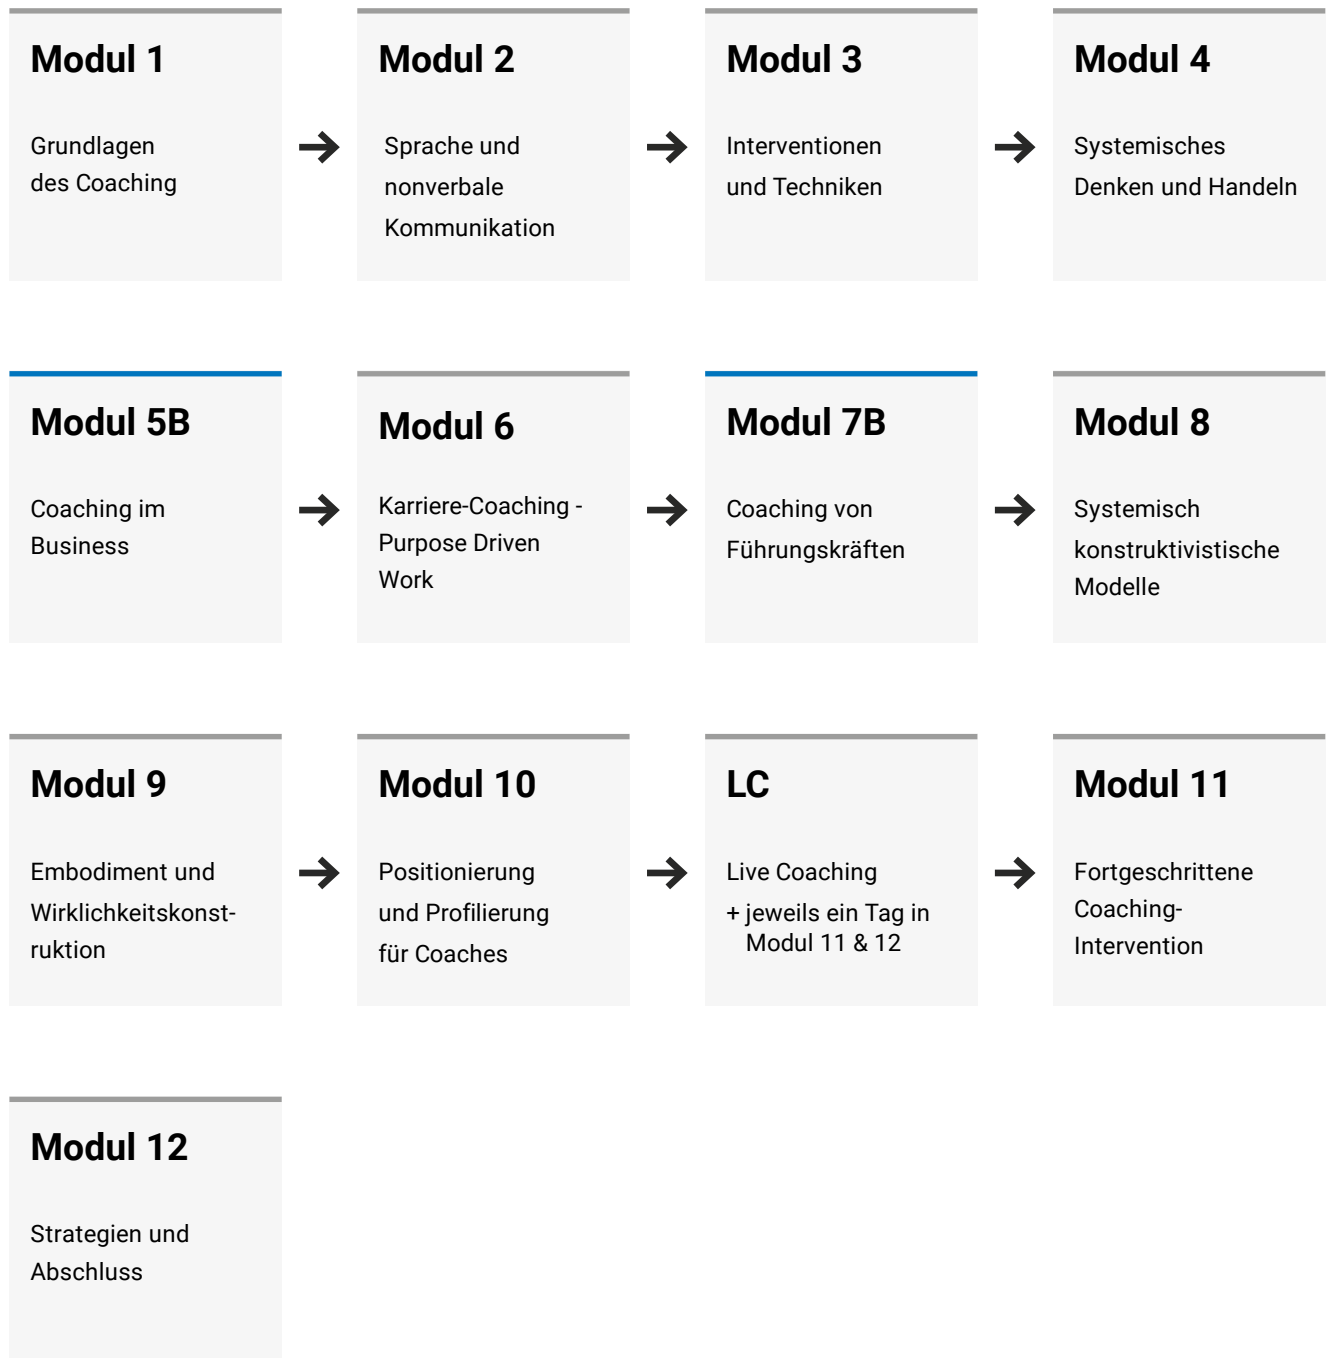 Modul 1
Grundlagen
des Coaching
Modul 2
Sprache und
nonverbale
Kommunikation
Modul 3
Interventionen
und Techniken
Modul 4
Systemisches
Denken und Handeln
Modul 5B
Coaching im
Business
Modul 6
Karriere-Coaching -
Purpose Driven
Work
Modul 7B
Coaching von
Führungskräften
Modul 8
Systemisch
konstruktivistische
Modelle
Modul 9
Embodiment und
Wirklichkeitskonst-
ruktion
Modul 10
Positionierung
und Profilierung
für Coaches
LC
Live Coaching
+ jeweils ein Tag in
Modul 11 & 12
Modul 11
Fortgeschrittene
Coaching-
Intervention
Modul 12
Strategien und
Abschluss